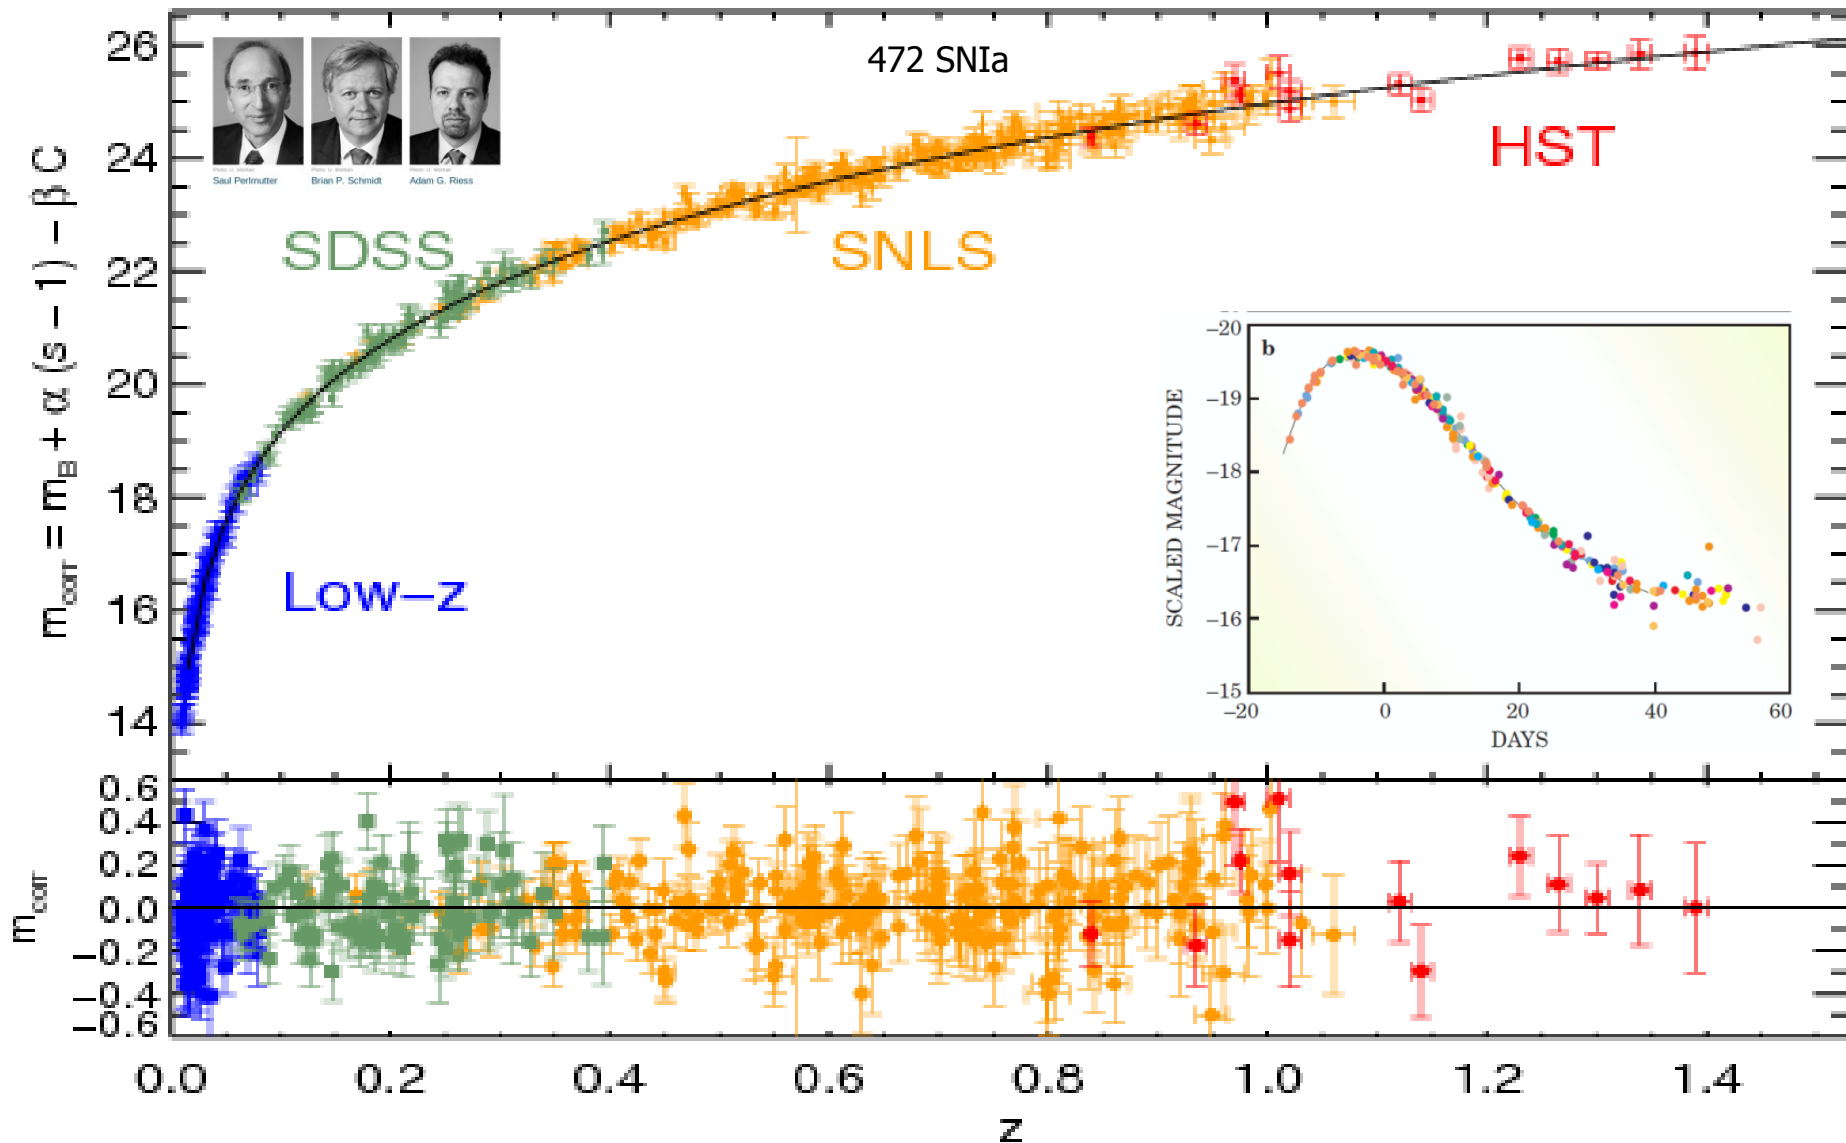 472 SNIa
Saul Perlmutter
Brian P. Schmidt
Adam G. Riess
m_corr = m_B + α (s − 1) − β C
26
24
22
20
18
16
14
SDSS
SNLS
HST
Low−z
b
SCALED MAGNITUDE
−20
−19
−18
−17
−16
−15
−20 0 20 40 60
DAYS
m_corr
0.6
0.4
0.2
0.0
−0.2
−0.4
−0.6
0.0 0.2 0.4 0.6 0.8 1.0 1.2 1.4
z